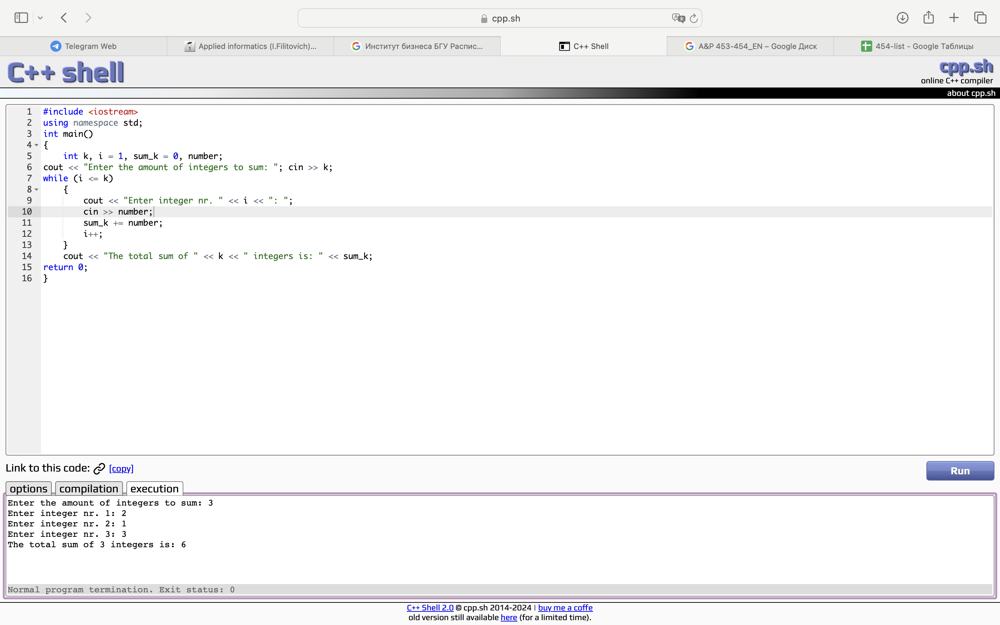 cpp.sh
Telegram Web
Applied informatics (I.Filitovich)...
Институт бизнеса БГУ Распис...
C++ Shell
A&P 453-454_EN – Google Диск
454-list - Google Таблицы
C++ shell
cpp.sh
online C++ compiler
about cpp.sh
1 #include <iostream>
2 using namespace std;
3 int main()
4 {
5     int k, i = 1, sum_k = 0, number;
6 cout << "Enter the amount of integers to sum: "; cin >> k;
7 while (i <= k)
8     {
9         cout << "Enter integer nr. " << i << ": ";
10         cin >> number;
11         sum_k += number;
12         i++;
13     }
14     cout << "The total sum of " << k << " integers is: " << sum_k;
15 return 0;
16 }
Link to this code: [copy]
Run
options compilation execution
Enter the amount of integers to sum: 3
Enter integer nr. 1: 2
Enter integer nr. 2: 1
Enter integer nr. 3: 3
The total sum of 3 integers is: 6
Normal program termination. Exit status: 0
C++ Shell 2.0 © cpp.sh 2014-2024 | buy me a coffe
old version still available here (for a limited time).